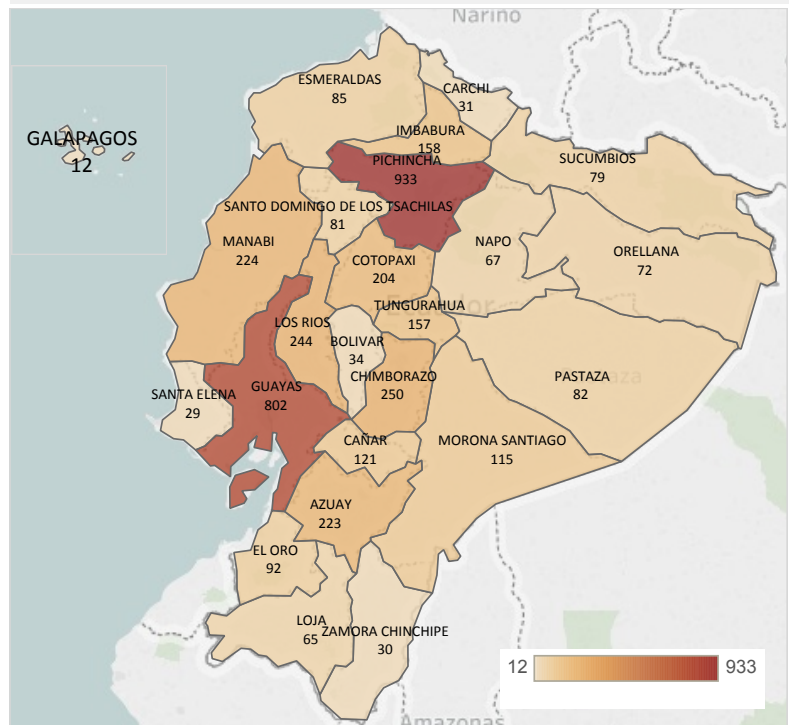 Nariño
ESMERALDAS
85
CARCHI
31
GALAPAGOS
12
IMBABURA
158
PICHINCHA
933
SUCUMBIOS
79
SANTO DOMINGO DE LOS TSACHILAS
81
MANABI
224
NAPO
67
ORELLANA
72
COTOPAXI
204
Ecuador
TUNGURAHUA
157
LOS RIOS
244
BOLIVAR
34
CHIMBORAZO
250
PASTAZA
82
SANTA ELENA
29
GUAYAS
802
CAÑAR
121
MORONA SANTIAGO
115
AZUAY
223
EL ORO
92
LOJA
65
ZAMORA CHINCHIPE
30
12 933
Amazonas